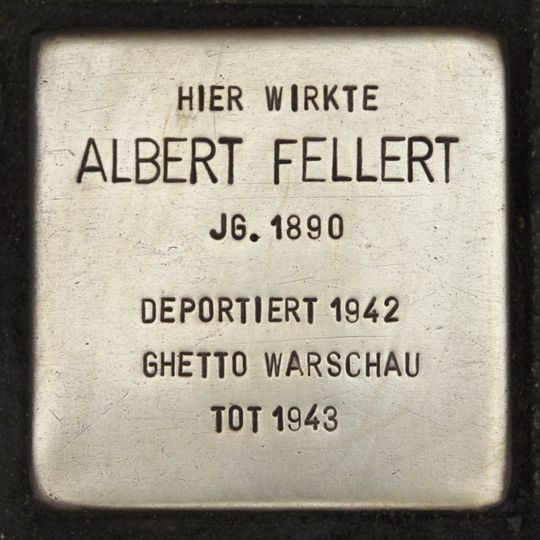 HIER WIRKTE
ALBERT FELLERT
JG. 1890
DEPORTIERT 1942
GHETTO WARSCHAU
TOT 1943